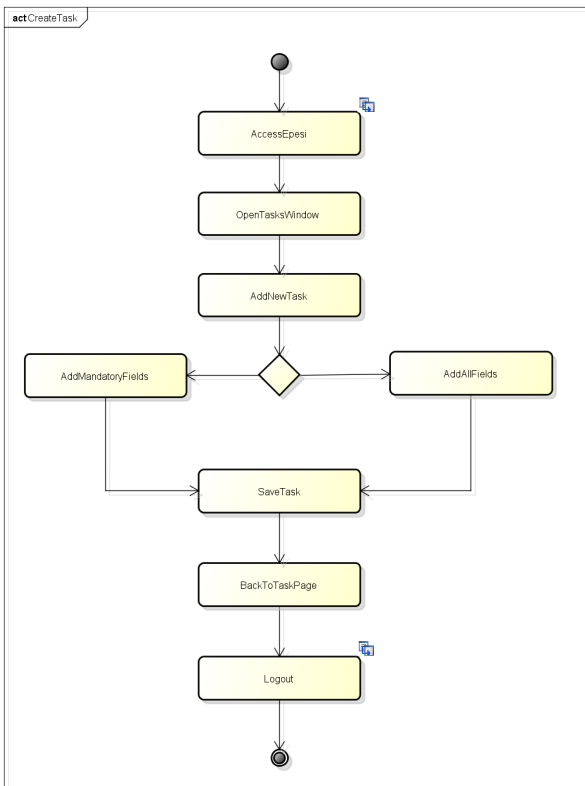 act CreateTask
AccessEpesi
OpenTasksWindow
AddNewTask
AddMandatoryFields
AddAllFields
SaveTask
BackToTaskPage
Logout